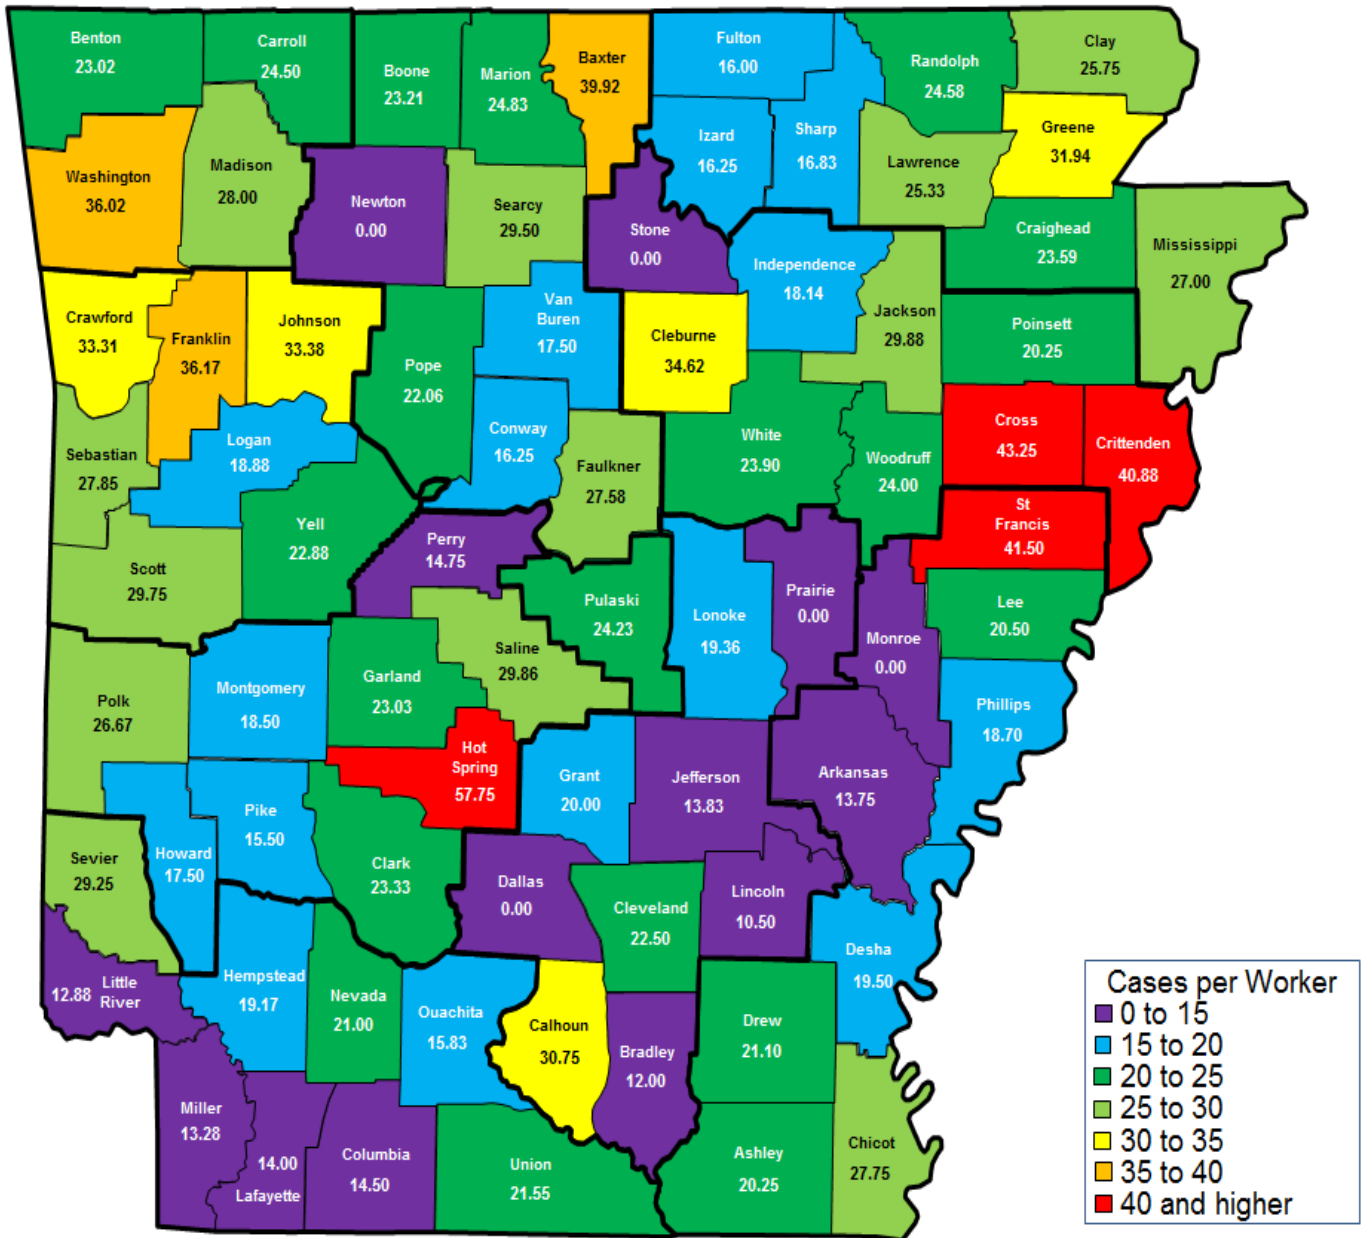 Benton
23.02
Carroll
24.50
Boone
23.21
Marion
24.83
Baxter
39.92
Fulton
16.00
Randolph
24.58
Clay
25.75
Washington
36.02
Madison
28.00
Newton
0.00
Searcy
29.50
Stone
0.00
Izard
16.25
Sharp
16.83
Lawrence
25.33
Greene
31.94
Craighead
23.59
Mississippi
27.00
Independence
18.14
Crawford
33.31
Franklin
36.17
Johnson
33.38
Pope
22.06
Van
Buren
17.50
Cleburne
34.62
Jackson
29.88
Poinsett
20.25
Sebastian
27.85
Logan
18.88
Conway
16.25
Faulkner
27.58
White
23.90
Woodruff
24.00
Cross
43.25
Crittenden
40.88
St
Francis
41.50
Scott
29.75
Yell
22.88
Perry
14.75
Pulaski
24.23
Lonoke
19.36
Prairie
0.00
Monroe
0.00
Lee
20.50
Polk
26.67
Montgomery
18.50
Garland
23.03
Saline
29.86
Phillips
18.70
Hot
Spring
57.75
Grant
20.00
Jefferson
13.83
Arkansas
13.75
Sevier
29.25
Howard
17.50
Pike
15.50
Clark
23.33
Dallas
0.00
Cleveland
22.50
Lincoln
10.50
Desha
19.50
12.88 Little
River
Hempstead
19.17
Nevada
21.00
Ouachita
15.83
Calhoun
30.75
Bradley
12.00
Drew
21.10
Miller
13.28
14.00
Lafayette
Columbia
14.50
Union
21.55
Ashley
20.25
Chicot
27.75
Cases per Worker
0 to 15
15 to 20
20 to 25
25 to 30
30 to 35
35 to 40
40 and higher